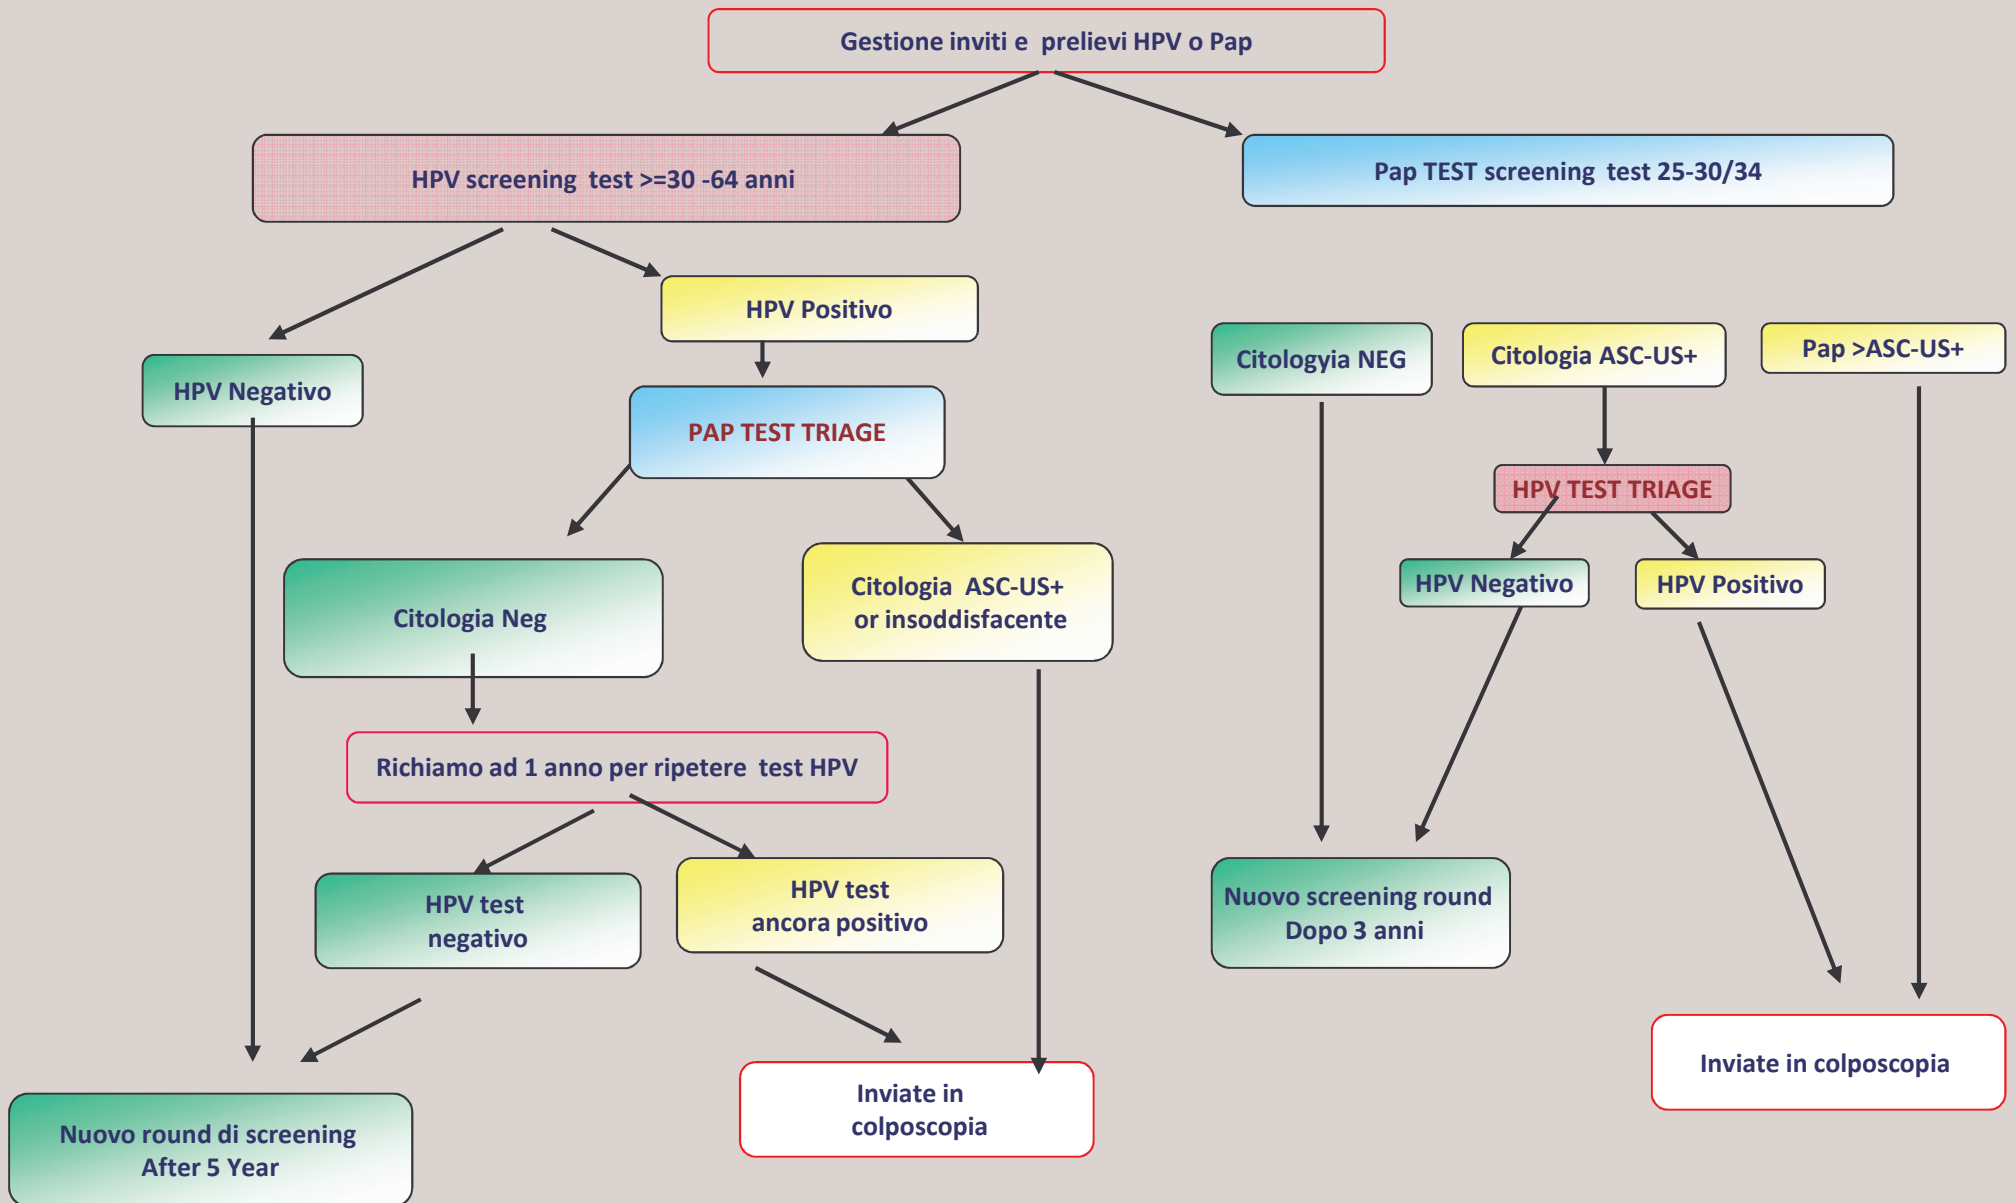 Gestione inviti e prelievi HPV o Pap
HPV screening test >=30 -64 anni
Pap TEST screening test 25-30/34
HPV Positivo
HPV Negativo
PAP TEST TRIAGE
Citologyia NEG
Citologia ASC-US+
Pap >ASC-US+
HPV TEST TRIAGE
HPV Negativo
HPV Positivo
Citologia Neg
Citologia ASC-US+
or insoddisfacente
Richiamo ad 1 anno per ripetere test HPV
HPV test
negativo
HPV test
ancora positivo
Nuovo screening round
Dopo 3 anni
Inviate in colposcopia
Inviate in
colposcopia
Nuovo round di screening
After 5 Year